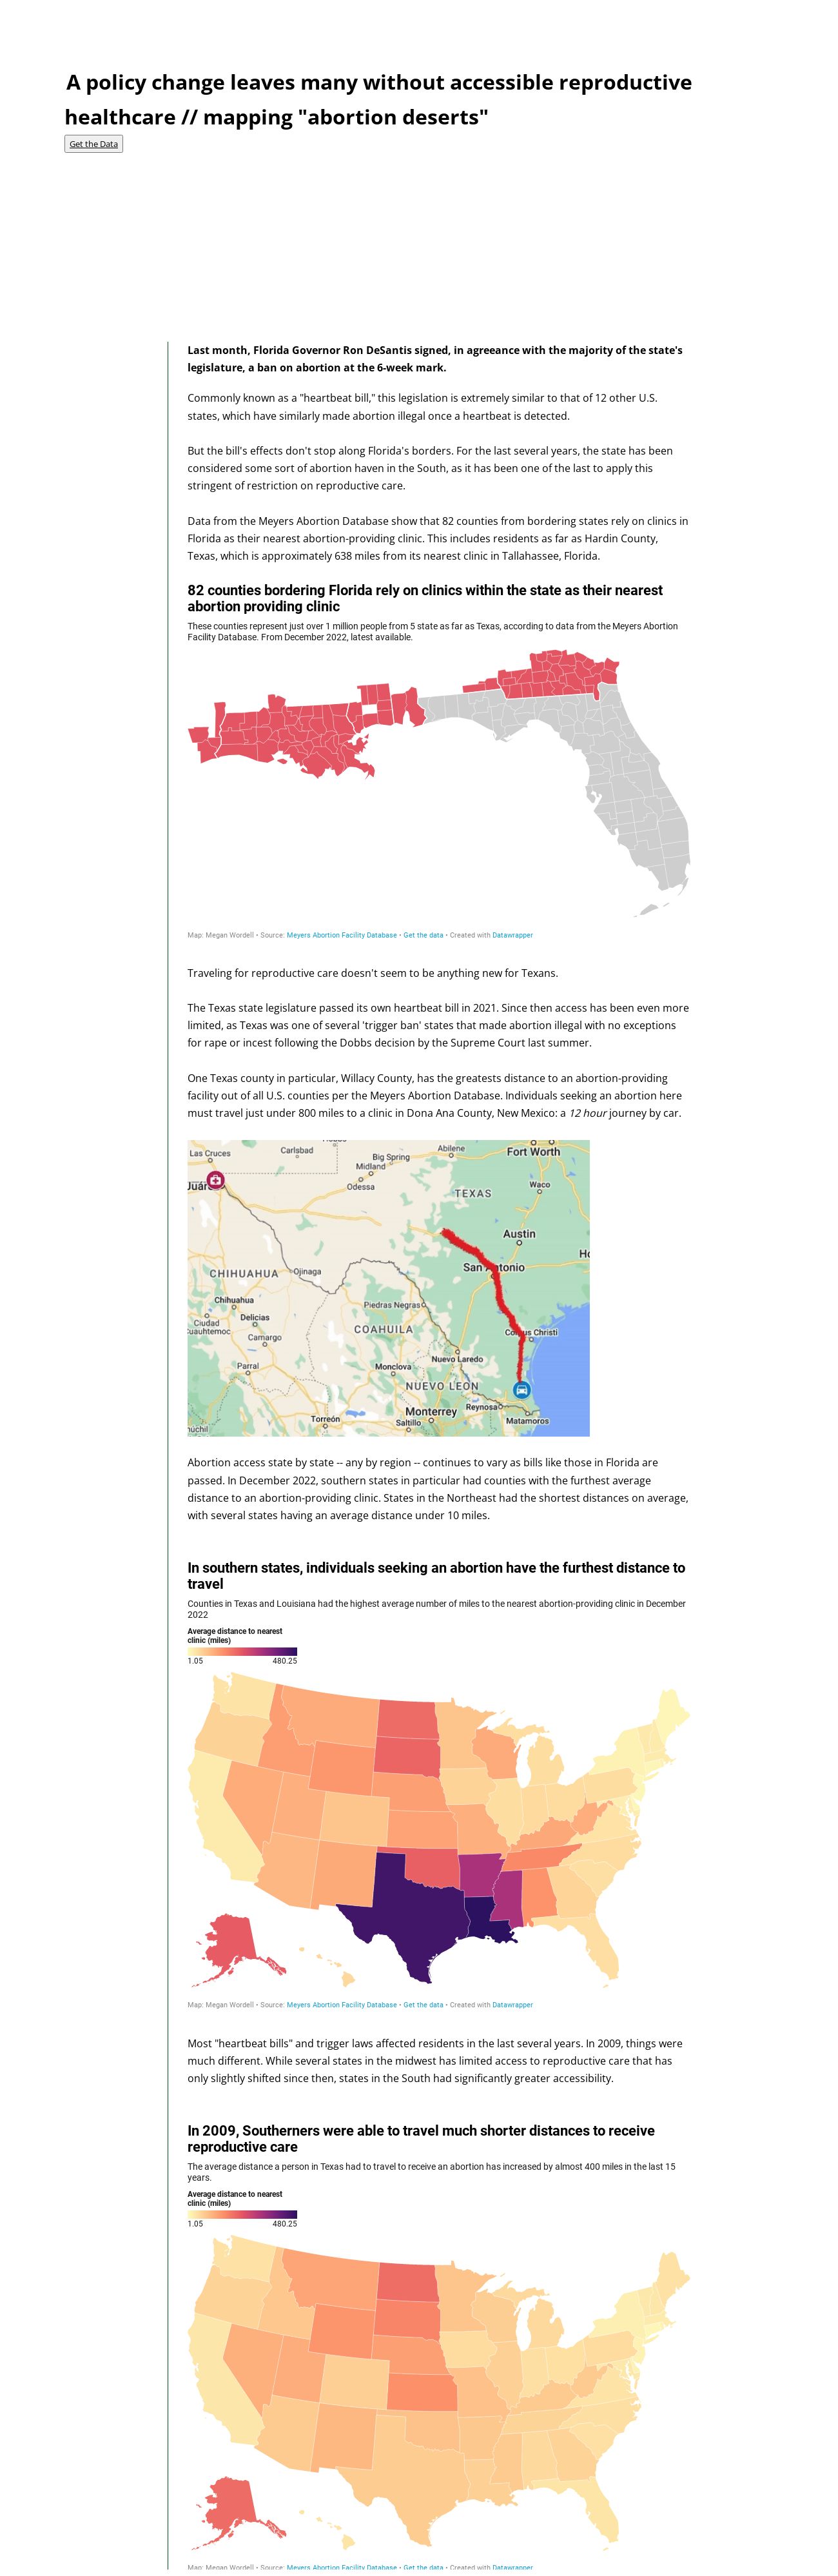 A policy change leaves many without accessible reproductive
healthcare // mapping "abortion deserts"
Get the Data
Last month, Florida Governor Ron DeSantis signed, in agreeance with the majority of the state's
legislature, a ban on abortion at the 6-week mark.
Commonly known as a "heartbeat bill," this legislation is extremely similar to that of 12 other U.S.
states, which have similarly made abortion illegal once a heartbeat is detected.
But the bill's effects don't stop along Florida's borders. For the last several years, the state has been
considered some sort of abortion haven in the South, as it has been one of the last to apply this
stringent of restriction on reproductive care.
Data from the Meyers Abortion Database show that 82 counties from bordering states rely on clinics in
Florida as their nearest abortion-providing clinic. This includes residents as far as Hardin County,
Texas, which is approximately 638 miles from its nearest clinic in Tallahassee, Florida.
82 counties bordering Florida rely on clinics within the state as their nearest
abortion providing clinic
These counties represent just over 1 million people from 5 state as far as Texas, according to data from the Meyers Abortion
Facility Database. From December 2022, latest available.
Map: Megan Wordell • Source: Meyers Abortion Facility Database • Get the data • Created with Datawrapper
Traveling for reproductive care doesn't seem to be anything new for Texans.
The Texas state legislature passed its own heartbeat bill in 2021. Since then access has been even more
limited, as Texas was one of several 'trigger ban' states that made abortion illegal with no exceptions
for rape or incest following the Dobbs decision by the Supreme Court last summer.
One Texas county in particular, Willacy County, has the greatests distance to an abortion-providing
facility out of all U.S. counties per the Meyers Abortion Database. Individuals seeking an abortion here
must travel just under 800 miles to a clinic in Dona Ana County, New Mexico: a 12 hour journey by car.
Las Cruces
Carlsbad
Big Spring
Abilene
Fort Worth
Midland
Odessa
Waco
Juár
TEXAS
Austin
San Antonio
CHIHUAHUA
Ojinaga
Chihuahua
Piedras Negras
Ciudad
Cuauhtemoc
Delicias
Camargo
COAHUILA
Corpus Christi
Parral
Monclova
Nuevo Laredo
NUEVO LEON
Reynosa
Monterrey
Matamoros
Torreón
Saltillo
Abortion access state by state -- any by region -- continues to vary as bills like those in Florida are
passed. In December 2022, southern states in particular had counties with the furthest average
distance to an abortion-providing clinic. States in the Northeast had the shortest distances on average,
with several states having an average distance under 10 miles.
In southern states, individuals seeking an abortion have the furthest distance to
travel
Counties in Texas and Louisiana had the highest average number of miles to the nearest abortion-providing clinic in December
2022
Average distance to nearest
clinic (miles)
1.05 480.25
Map: Megan Wordell • Source: Meyers Abortion Facility Database • Get the data • Created with Datawrapper
Most "heartbeat bills" and trigger laws affected residents in the last several years. In 2009, things were
much different. While several states in the midwest has limited access to reproductive care that has
only slightly shifted since then, states in the South had significantly greater accessibility.
In 2009, Southerners were able to travel much shorter distances to receive
reproductive care
The average distance a person in Texas had to travel to receive an abortion has increased by almost 400 miles in the last 15
years.
Average distance to nearest
clinic (miles)
1.05 480.25
Map: Megan Wordell • Source: Meyers Abortion Facility Database • Get the data • Created with Datawrapper